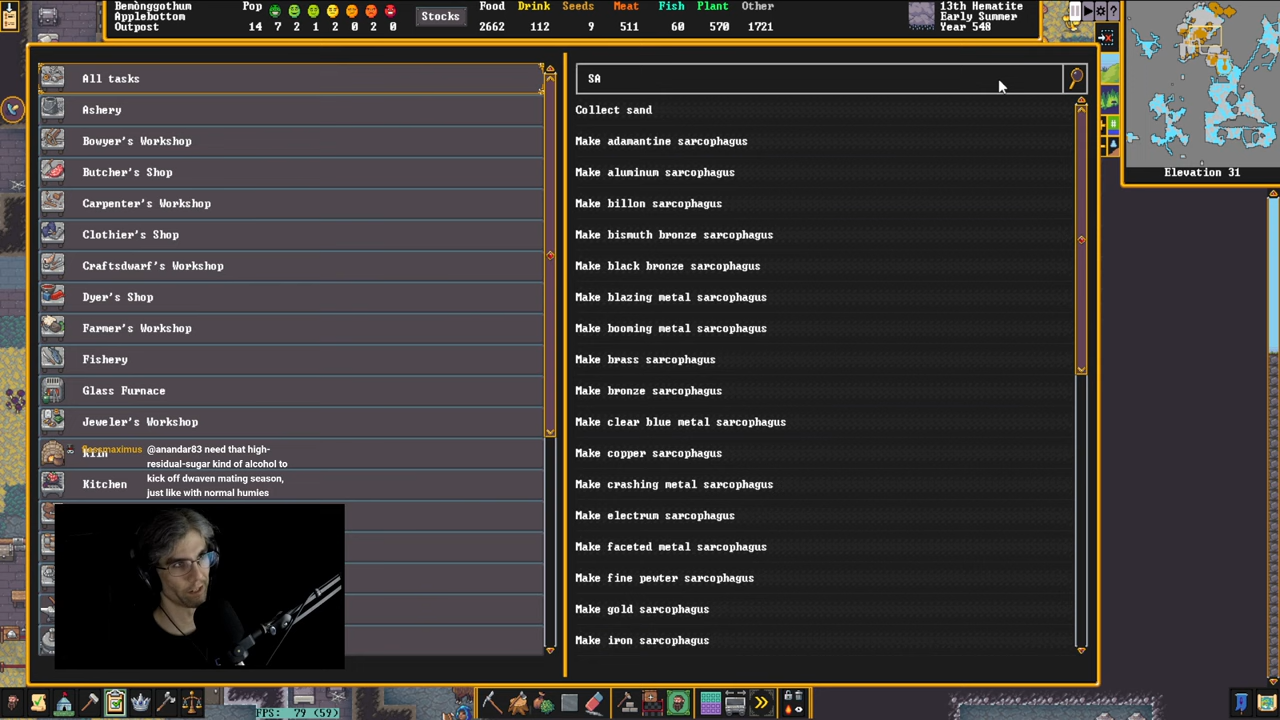 Bemönggothum
Applebottom
Outpost
Pop
14 7 2 1 2 0 2 0
Stocks
Food Drink Seeds Meat Fish Plant Other
2662 112 9 511 60 570 1721
13th Hematite
Early Summer
Year 548
Elevation 31
All tasks
Ashery
Bowyer's Workshop
Butcher's Shop
Carpenter's Workshop
Clothier's Shop
Craftsdwarf's Workshop
Dyer's Shop
Farmer's Workshop
Fishery
Glass Furnace
Jeweler's Workshop
Kitchen
@anandar83 need that high-
residual-sugar kind of alcohol to
kick off dwaven mating season,
just like with normal humies
SA
Collect sand
Make adamantine sarcophagus
Make aluminum sarcophagus
Make billon sarcophagus
Make bismuth bronze sarcophagus
Make black bronze sarcophagus
Make blazing metal sarcophagus
Make booming metal sarcophagus
Make brass sarcophagus
Make bronze sarcophagus
Make clear blue metal sarcophagus
Make copper sarcophagus
Make crashing metal sarcophagus
Make electrum sarcophagus
Make faceted metal sarcophagus
Make fine pewter sarcophagus
Make gold sarcophagus
Make iron sarcophagus
FPS: 79 (59)